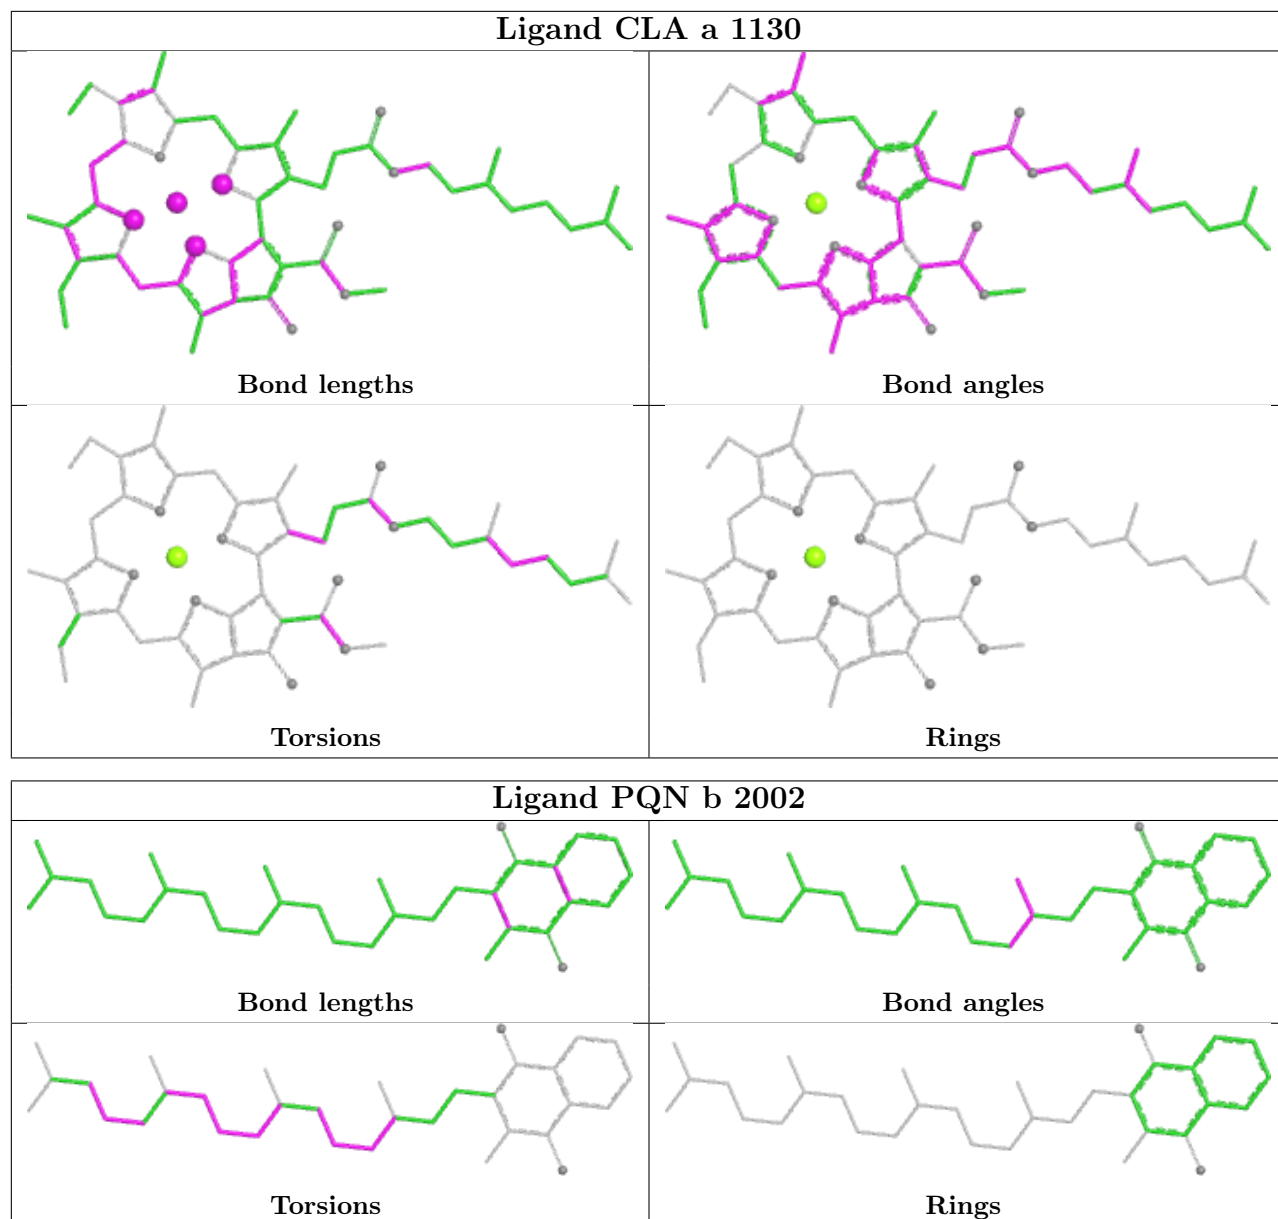 Ligand CLA a 1130
Bond lengths
Bond angles
Torsions
Rings
Ligand PQN b 2002
Bond lengths
Bond angles
Torsions
Rings